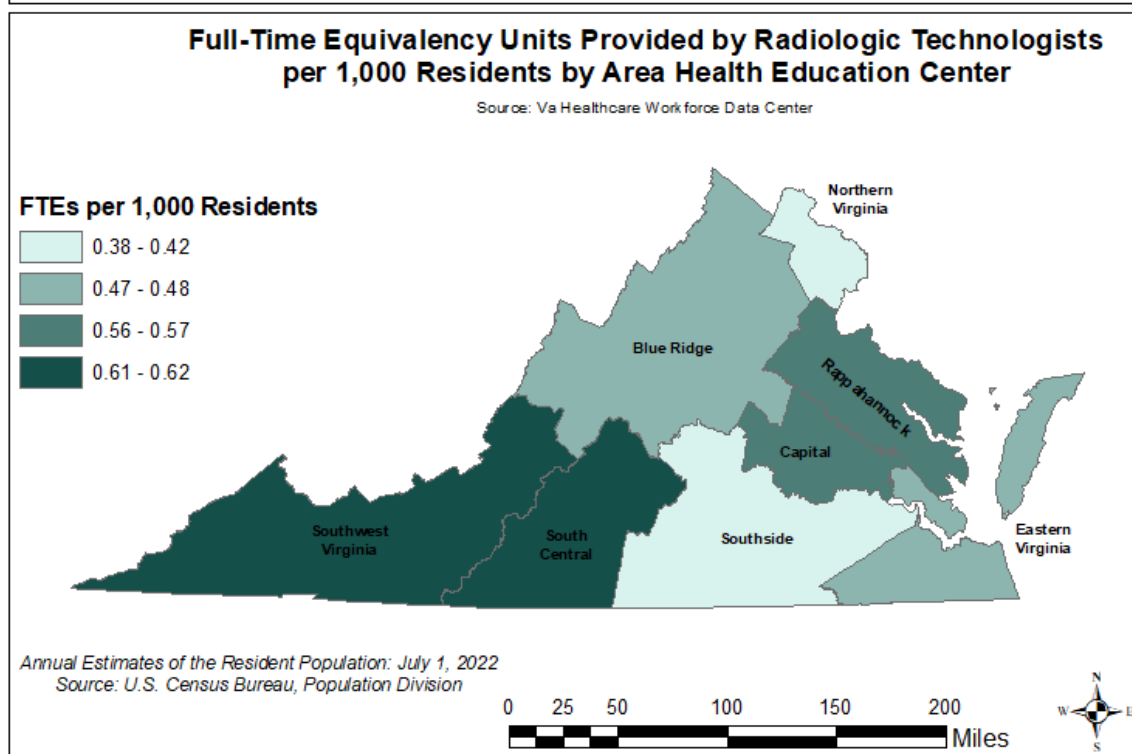 Full-Time Equivalency Units Provided by Radiologic Technologists
per 1,000 Residents by Area Health Education Center
Source: Va Healthcare Workforce Data Center
FTEs per 1,000 Residents
0.38 - 0.42
0.47 - 0.48
0.56 - 0.57
0.61 - 0.62
Northern
Virginia
Blue Ridge
Rappahannock
Capital
Southwest
Virginia
South
Central
Southside
Eastern
Virginia
Annual Estimates of the Resident Population: July 1, 2022
Source: U.S. Census Bureau, Population Division
0 25 50 100 150 200
Miles
N
W E
S